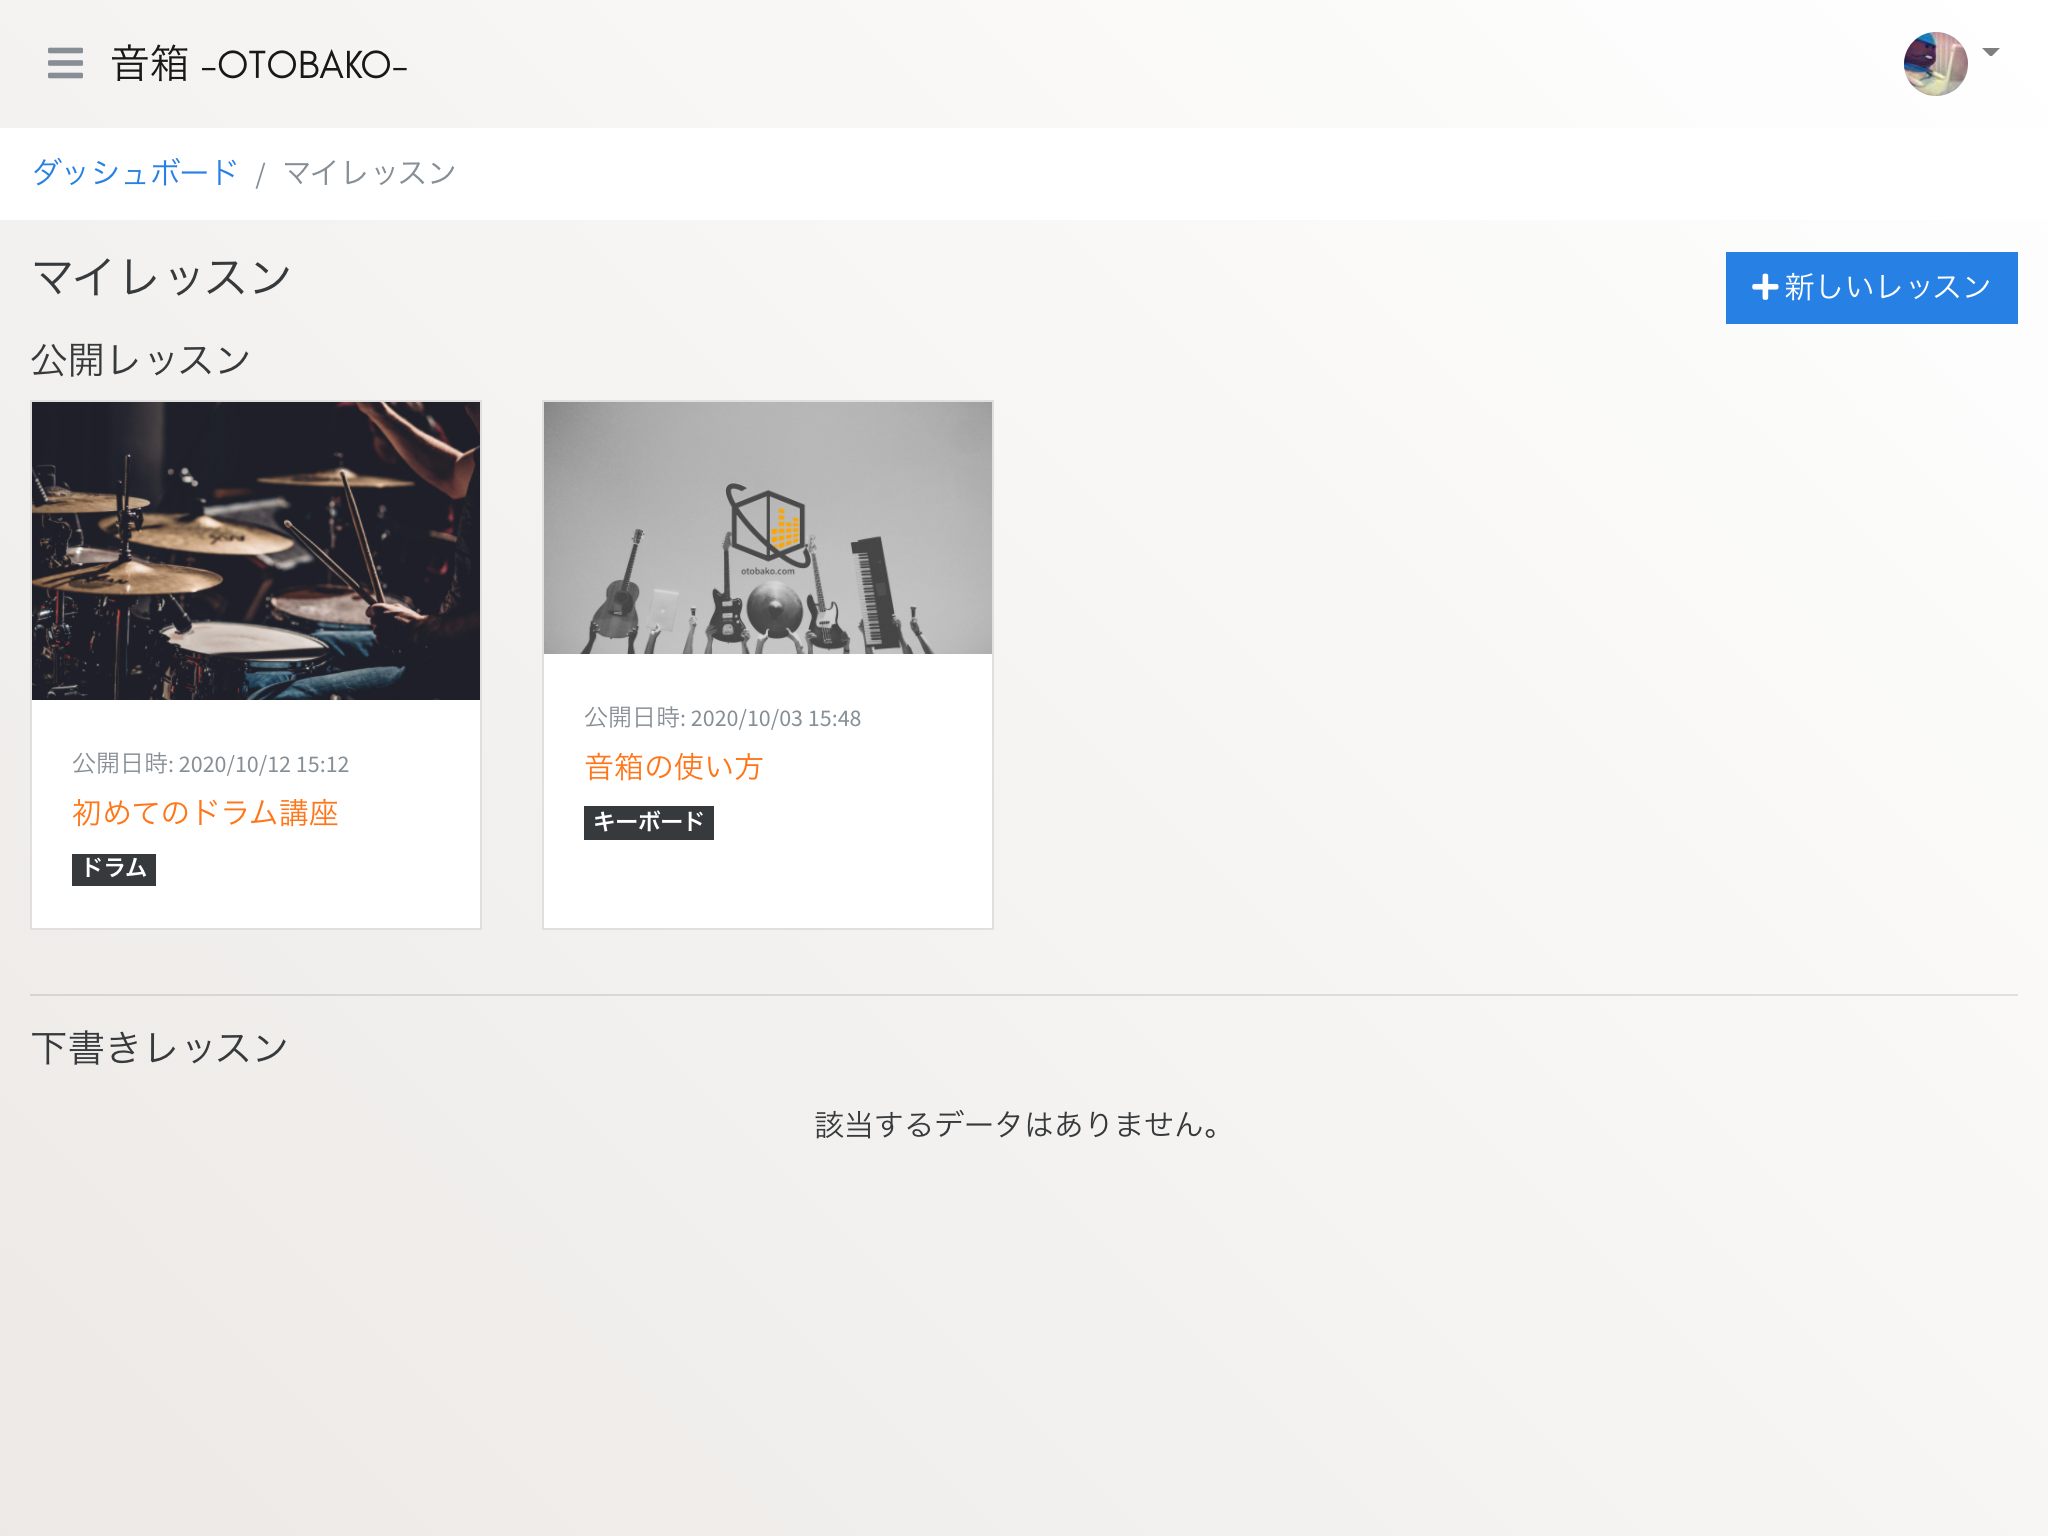 音箱 -OTOBAKO-
ダッシュボード / マイレッスン
マイレッスン
新しいレッスン
公開レッスン
otobako.com
公開日時: 2020/10/12 15:12
初めてのドラム講座
ドラム
公開日時: 2020/10/03 15:48
音箱の使い方
キーボード
下書きレッスン
該当するデータはありません。